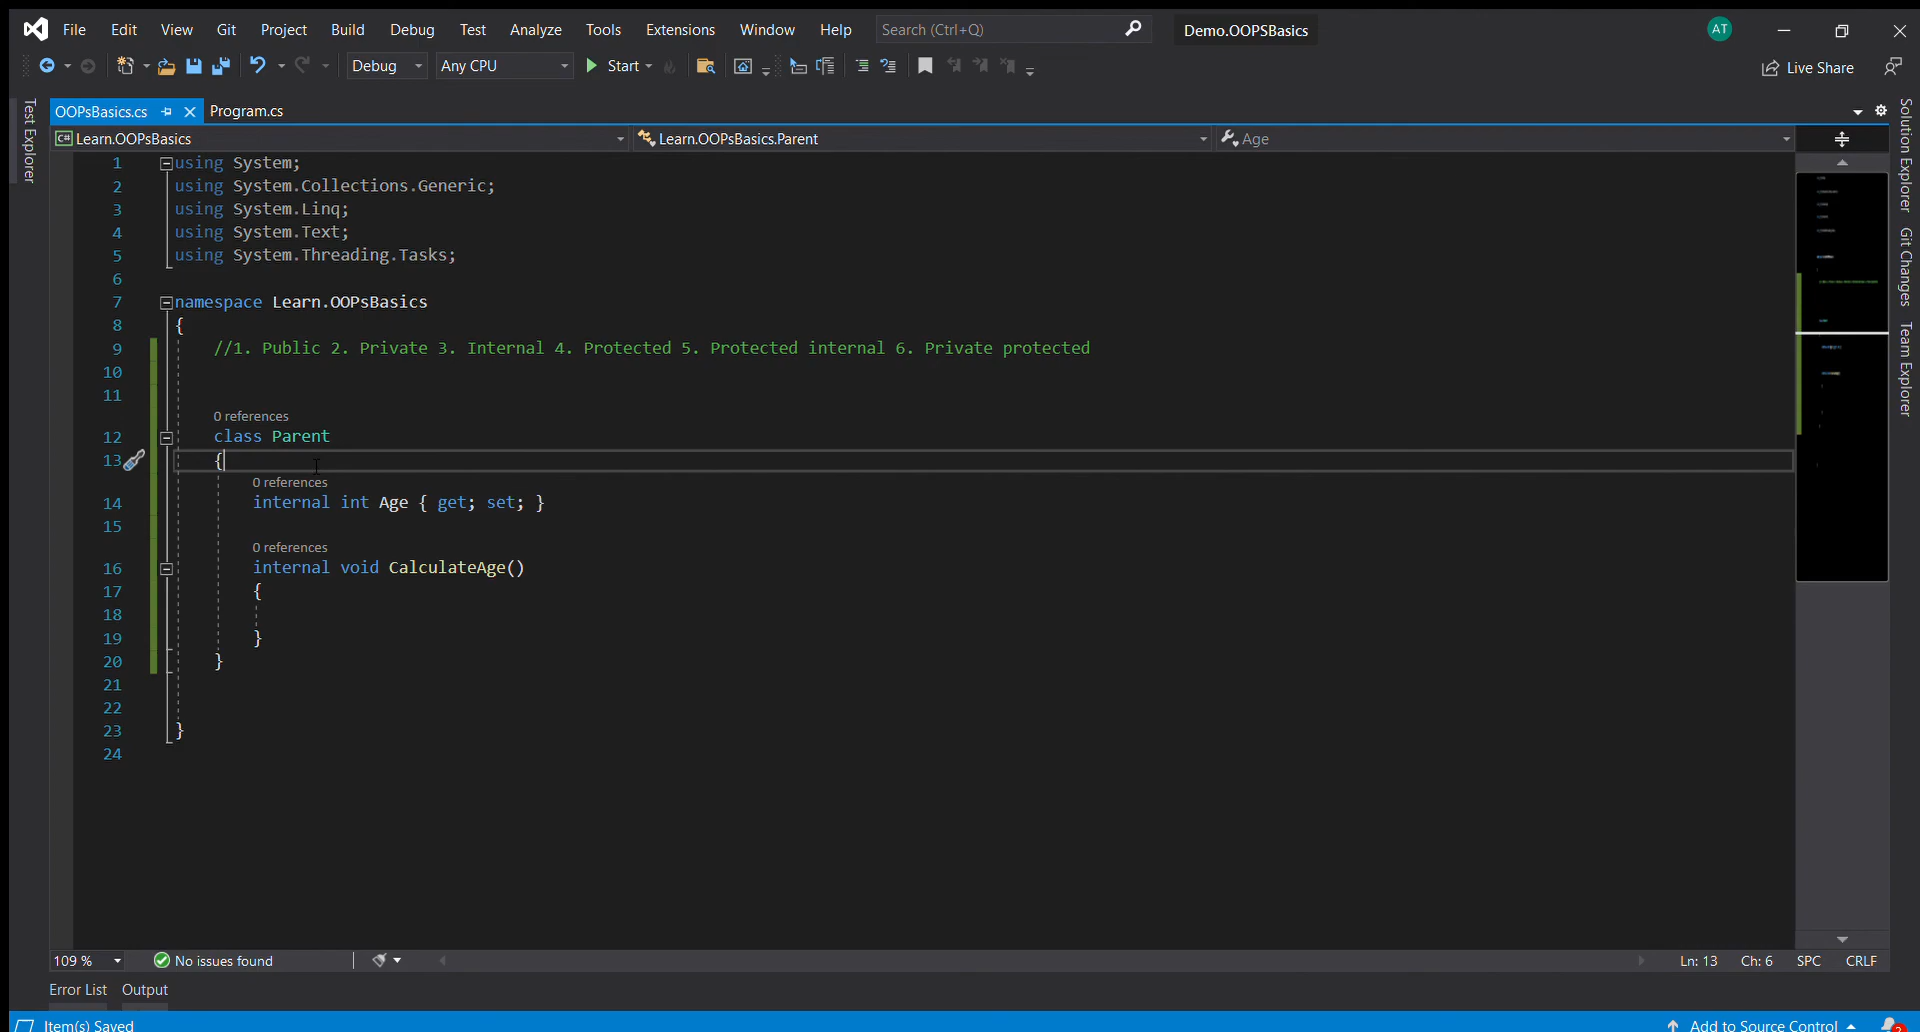 File Edit View Git Project Build Debug Test Analyze Tools Extensions Window Help Search (Ctrl+Q) Demo.OOPSBasics AT
Debug Any CPU Start Live Share
OOPsBasics.cs Program.cs
C# Learn.OOPsBasics Learn.OOPsBasics.Parent Age
Test Explorer
Solution Explorer
Git Changes
Team Explorer
1 using System;
2 using System.Collections.Generic;
3 using System.Linq;
4 using System.Text;
5 using System.Threading.Tasks;
6
7 namespace Learn.OOPsBasics
8 {
9 //1. Public 2. Private 3. Internal 4. Protected 5. Protected internal 6. Private protected
10
11
0 references
12 class Parent
13 {
0 references
14 internal int Age { get; set; }
15
0 references
16 internal void CalculateAge()
17 {
18
19 }
20 }
21
22
23 }
24
109 % No issues found Ln: 13 Ch: 6 SPC CRLF
Error List Output
Item(s) Saved Add to Source Control 2